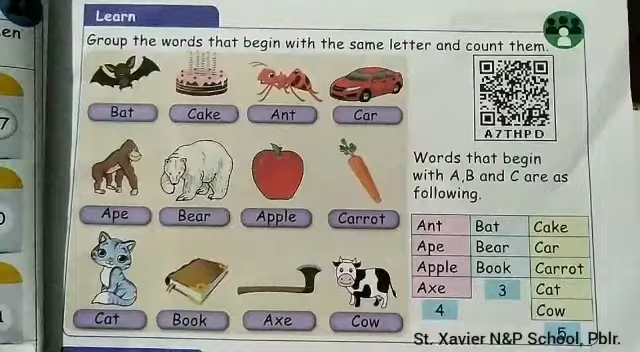 Learn
en
Group the words that begin with the same letter and count them.
Bat Cake Ant Car
A7THPD
7
Words that begin
with A,B and C are as
following.
Ape Bear Apple Carrot
Ant Bat Cake
Ape Bear Car
Apple Book Carrot
Axe 3 Cat
4 Cow
5
Cat Book Axe Cow
St. Xavier N&P School, Pblr.